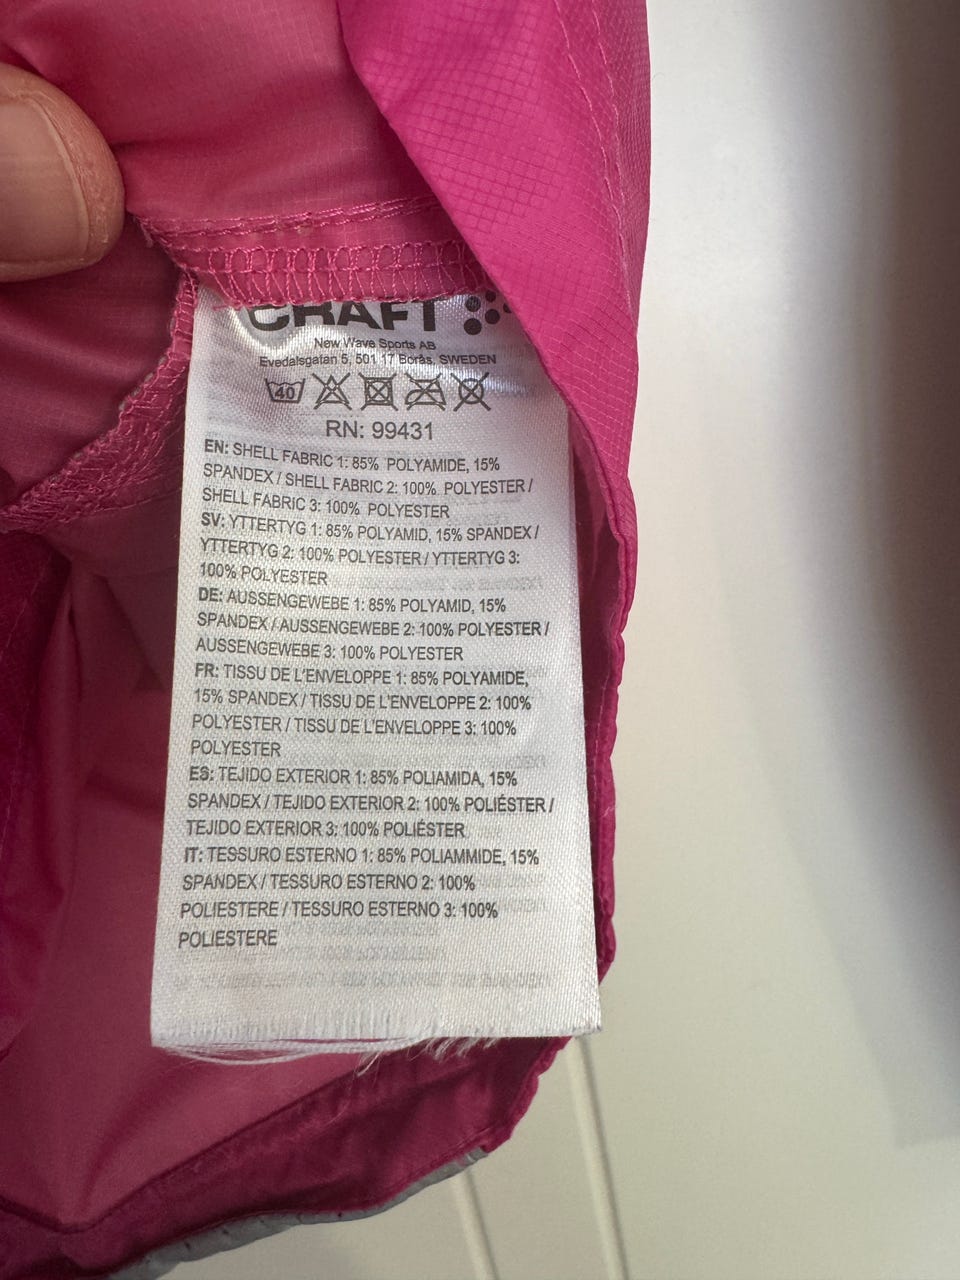 CRAFT
New Wave Sports AB
Evedalsgatan 5, 501 17 Borås, SWEDEN
40
RN: 99431
EN: SHELL FABRIC 1: 85% POLYAMIDE, 15%
SPANDEX / SHELL FABRIC 2: 100% POLYESTER /
SHELL FABRIC 3: 100% POLYESTER
SV: YTTERTYG 1: 85% POLYAMID, 15% SPANDEX /
YTTERTYG 2: 100% POLYESTER / YTTERTYG 3:
100% POLYESTER
DE: AUSSENGEWEBE 1: 85% POLYAMID, 15%
SPANDEX / AUSSENGEWEBE 2: 100% POLYESTER /
AUSSENGEWEBE 3: 100% POLYESTER
FR: TISSU DE L'ENVELOPPE 1: 85% POLYAMIDE,
15% SPANDEX / TISSU DE L'ENVELOPPE 2: 100%
POLYESTER / TISSU DE L'ENVELOPPE 3: 100%
POLYESTER
ES: TEJIDO EXTERIOR 1: 85% POLIAMIDA, 15%
SPANDEX / TEJIDO EXTERIOR 2: 100% POLIÉSTER /
TEJIDO EXTERIOR 3: 100% POLIÉSTER
IT: TESSURO ESTERNO 1: 85% POLIAMMIDE, 15%
SPANDEX / TESSURO ESTERNO 2: 100%
POLIESTERE / TESSURO ESTERNO 3: 100%
POLIESTERE